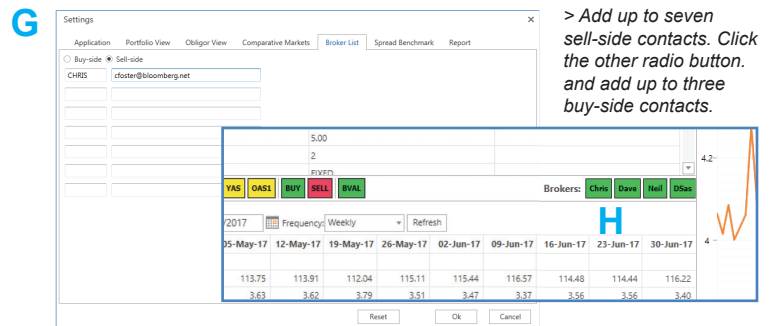 G
Settings
×
Application Portfolio View Obligor View Comparative Markets Broker List Spread Benchmark Report
Buy-side Sell-side
CHRIS cfoster@bloomberg.net
> Add up to seven
sell-side contacts. Click
the other radio button.
and add up to three
buy-side contacts.
5.00
2
FIXED
YAS OAS1 BUY SELL BVAL Brokers: Chris Dave Neil DSas
H
/2017 Frequency: Weekly Refresh
05-May-17 12-May-17 19-May-17 26-May-17 02-Jun-17 09-Jun-17 16-Jun-17 23-Jun-17 30-Jun-17
113.75 113.91 112.04 115.11 115.44 116.57 114.48 114.44 116.22
3.63 3.62 3.79 3.51 3.47 3.37 3.56 3.56 3.40
4.2
4
Reset Ok Cancel